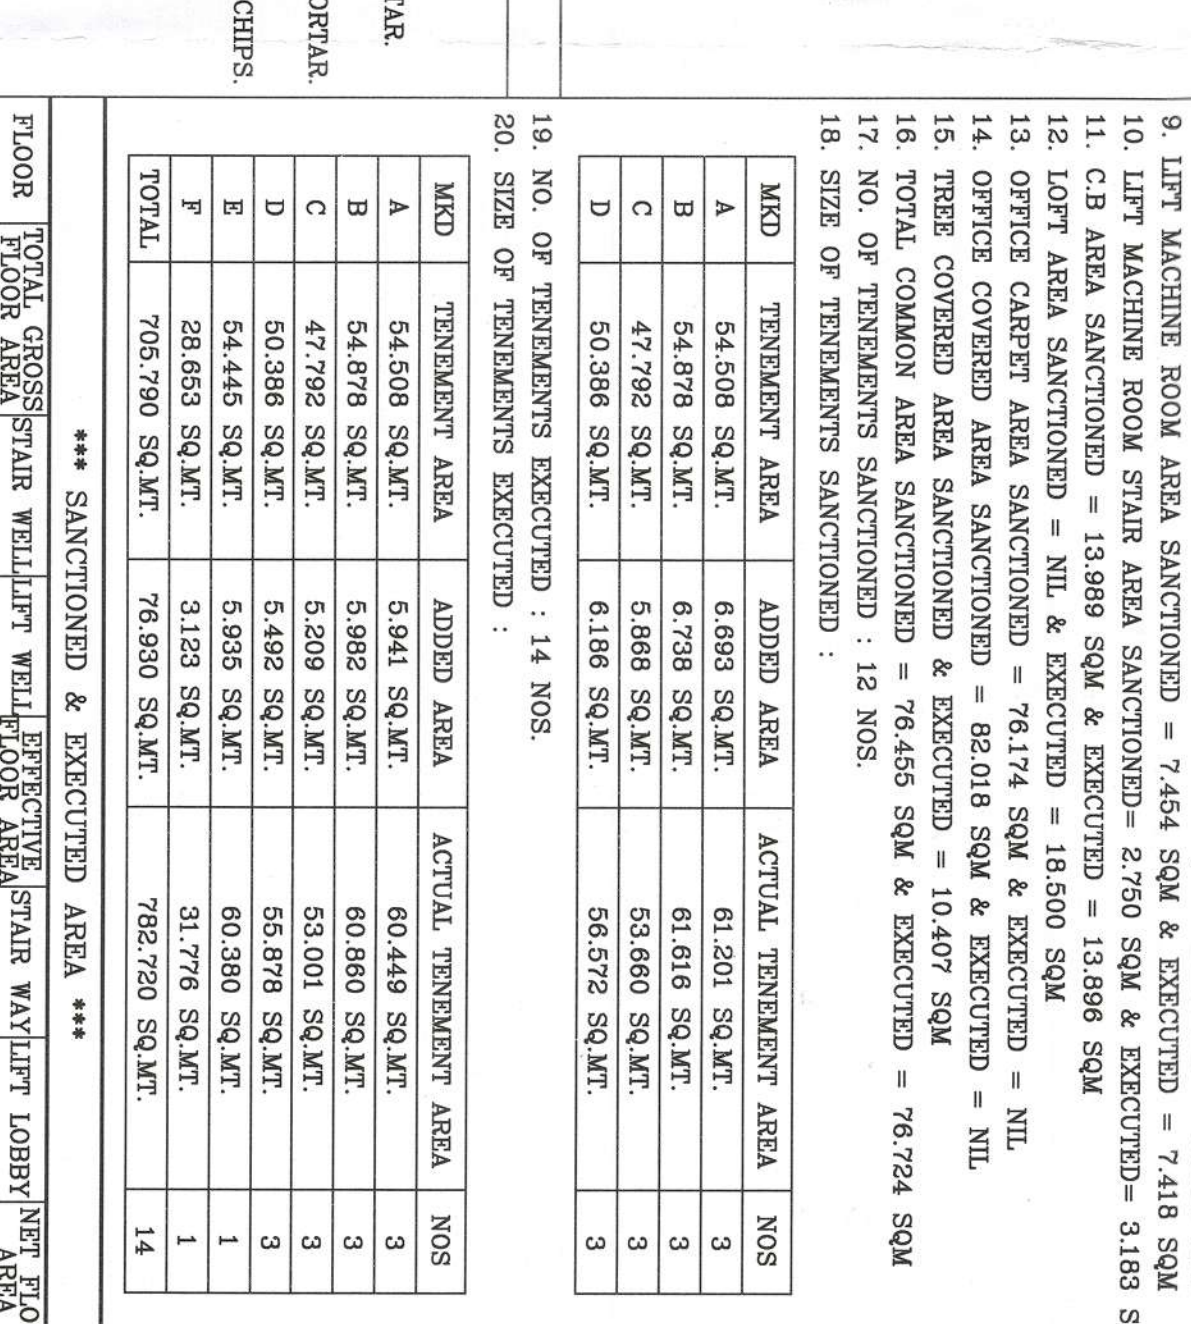 9. LIFT MACHINE ROOM AREA SANCTIONED = 7.454 SQM & EXECUTED = 7.418 SQM
10. LIFT MACHINE ROOM STAIR AREA SANCTIONED= 2.750 SQM & EXECUTED= 3.183 S
11. C.B AREA SANCTIONED = 13.989 SQM & EXECUTED = 13.896 SQM
12. LOFT AREA SANCTIONED = NIL & EXECUTED = 18.500 SQM
13. OFFICE CARPET AREA SANCTIONED = 76.174 SQM & EXECUTED = NIL
14. OFFICE COVERED AREA SANCTIONED = 82.018 SQM & EXECUTED = NIL
15. TREE COVERED AREA SANCTIONED & EXECUTED = 10.407 SQM
16. TOTAL COMMON AREA SANCTIONED = 76.455 SQM & EXECUTED = 76.724 SQM
17. NO. OF TENEMENTS SANCTIONED : 12 NOS.
18. SIZE OF TENEMENTS SANCTIONED :
MKD TENEMENT AREA ADDED AREA ACTUAL TENEMENT AREA NOS
A 54.508 SQ.MT. 6.693 SQ.MT. 61.201 SQ.MT. 3
B 54.878 SQ.MT. 6.738 SQ.MT. 61.616 SQ.MT. 3
C 47.792 SQ.MT. 5.868 SQ.MT. 53.660 SQ.MT. 3
D 50.386 SQ.MT. 6.186 SQ.MT. 56.572 SQ.MT. 3
19. NO. OF TENEMENTS EXECUTED : 14 NOS.
20. SIZE OF TENEMENTS EXECUTED :
MKD TENEMENT AREA ADDED AREA ACTUAL TENEMENT AREA NOS
A 54.508 SQ.MT. 5.941 SQ.MT. 60.449 SQ.MT. 3
B 54.878 SQ.MT. 5.982 SQ.MT. 60.860 SQ.MT. 3
C 47.792 SQ.MT. 5.209 SQ.MT. 53.001 SQ.MT. 3
D 50.386 SQ.MT. 5.492 SQ.MT. 55.878 SQ.MT. 3
E 54.445 SQ.MT. 5.935 SQ.MT. 60.380 SQ.MT. 1
F 28.653 SQ.MT. 3.123 SQ.MT. 31.776 SQ.MT. 1
TOTAL 705.790 SQ.MT. 76.930 SQ.MT. 782.720 SQ.MT. 14
TAR.
ORTAR.
CHIPS.
*** SANCTIONED & EXECUTED AREA ***
FLOOR TOTAL GROSS STAIR WELL LIFT WELL EFFECTIVE STAIR WAY LIFT LOBBY NET FLO
FLOOR AREA FLOOR AREA AREA